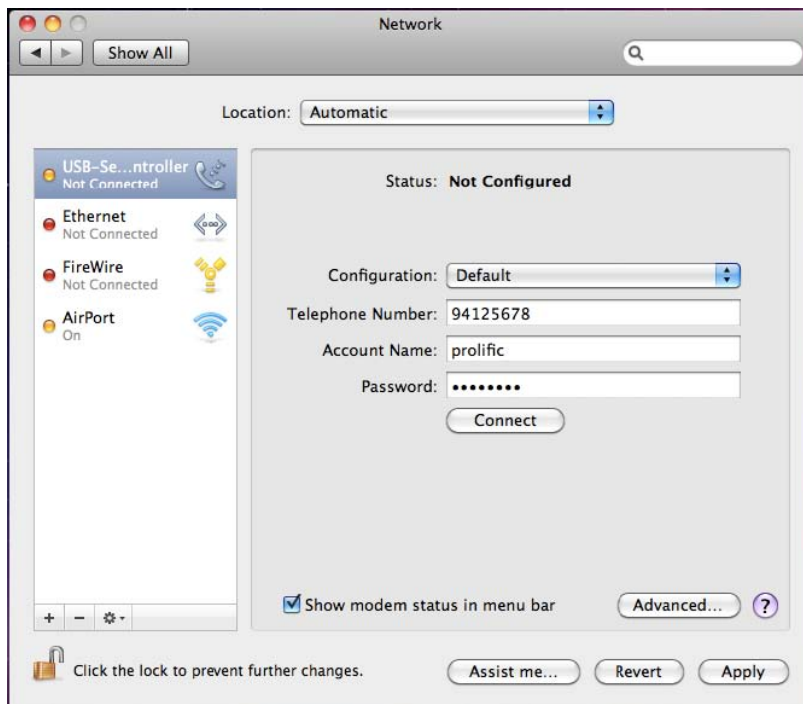 Network
Show All
Location: Automatic
USB-Se...ntroller
Not Connected
Ethernet
Not Connected
FireWire
Not Connected
AirPort
On
Status: Not Configured
Configuration: Default
Telephone Number: 94125678
Account Name: prolific
Password: ••••••••
Connect
Show modem status in menu bar
Advanced...
?
Click the lock to prevent further changes.
Assist me...
Revert
Apply